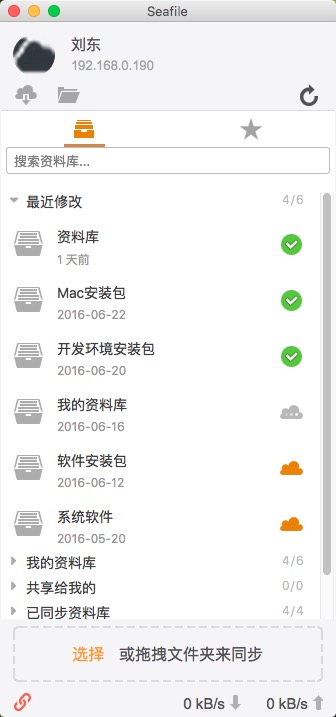 Seafile
刘东
192.168.0.190
搜索资料库...
最近修改 4/6
资料库
1 天前
Mac安装包
2016-06-22
开发环境安装包
2016-06-20
我的资料库
2016-06-16
软件安装包
2016-06-12
系统软件
2016-05-20
我的资料库 4/6
共享给我的 0/0
已同步资料库 4/4
选择 或拖拽文件夹来同步
0 kB/s 0 kB/s